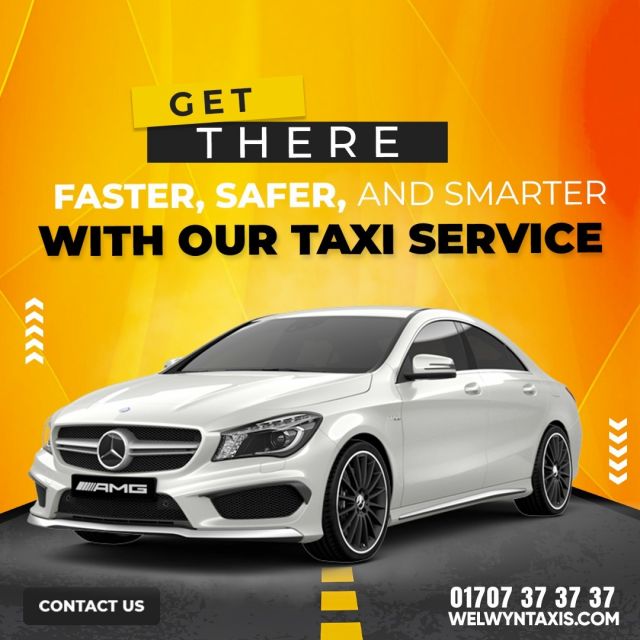 GET
THERE
FASTER, SAFER, AND SMARTER
WITH OUR TAXI SERVICE
AMG
CONTACT US
01707 37 37 37
WELWYNTAXIS.COM